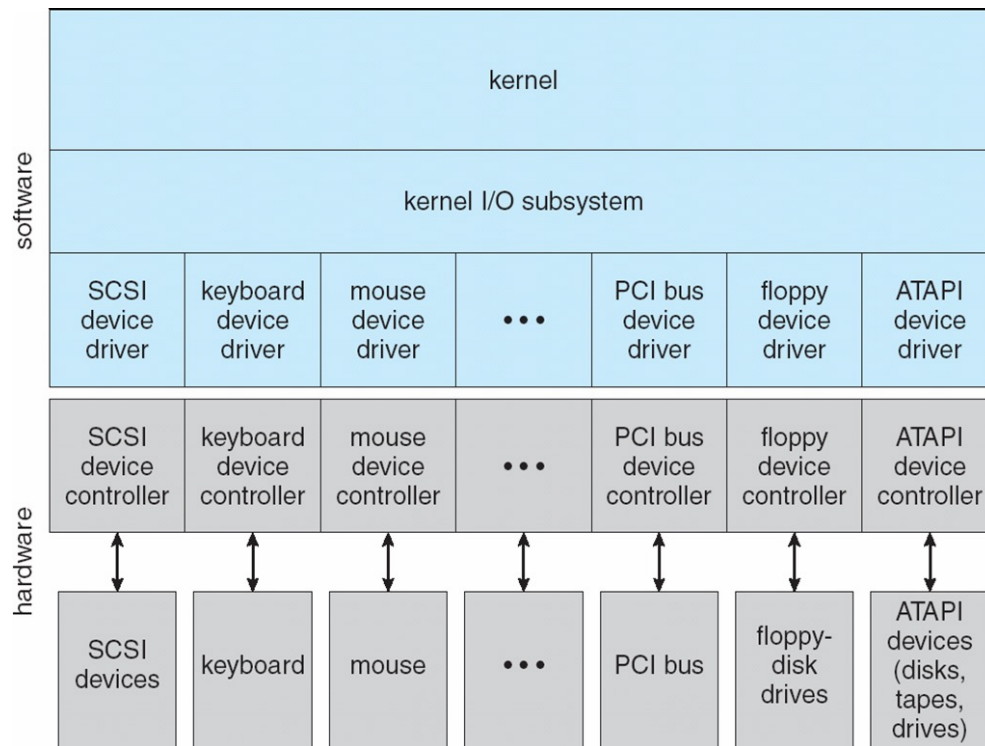 kernel
kernel I/O subsystem
software
SCSI
device
driver
keyboard
device
driver
mouse
device
driver
•••
PCI bus
device
driver
floppy
device
driver
ATAPI
device
driver
hardware
SCSI
device
controller
keyboard
device
controller
mouse
device
controller
•••
PCI bus
device
controller
floppy
device
controller
ATAPI
device
controller
SCSI
devices
keyboard
mouse
•••
PCI bus
floppy-
disk
drives
ATAPI
devices
(disks,
tapes,
drives)